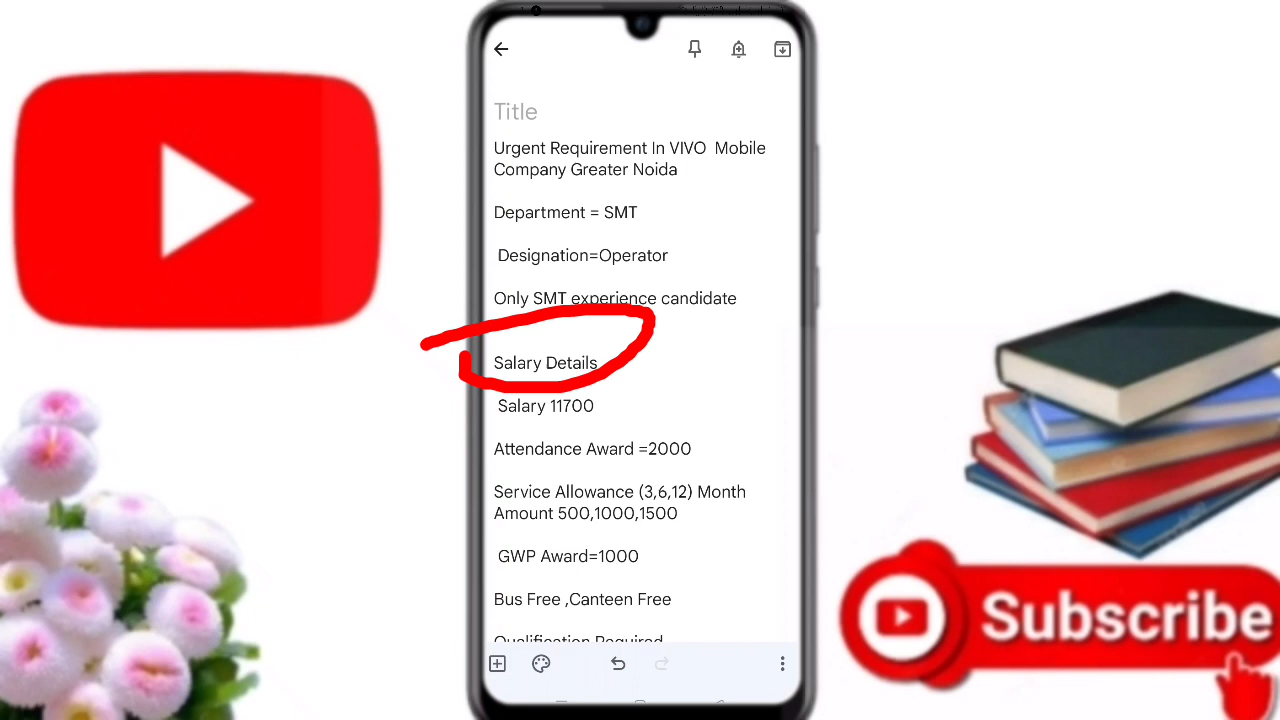 Title
Urgent Requirement In VIVO  Mobile
Company Greater Noida
Department = SMT
Designation=Operator
Only SMT experience candidate
Salary Details
Salary 11700
Attendance Award =2000
Service Allowance (3,6,12) Month
Amount 500,1000,1500
GWP Award=1000
Bus Free ,Canteen Free
Qualification Required
Subscribe